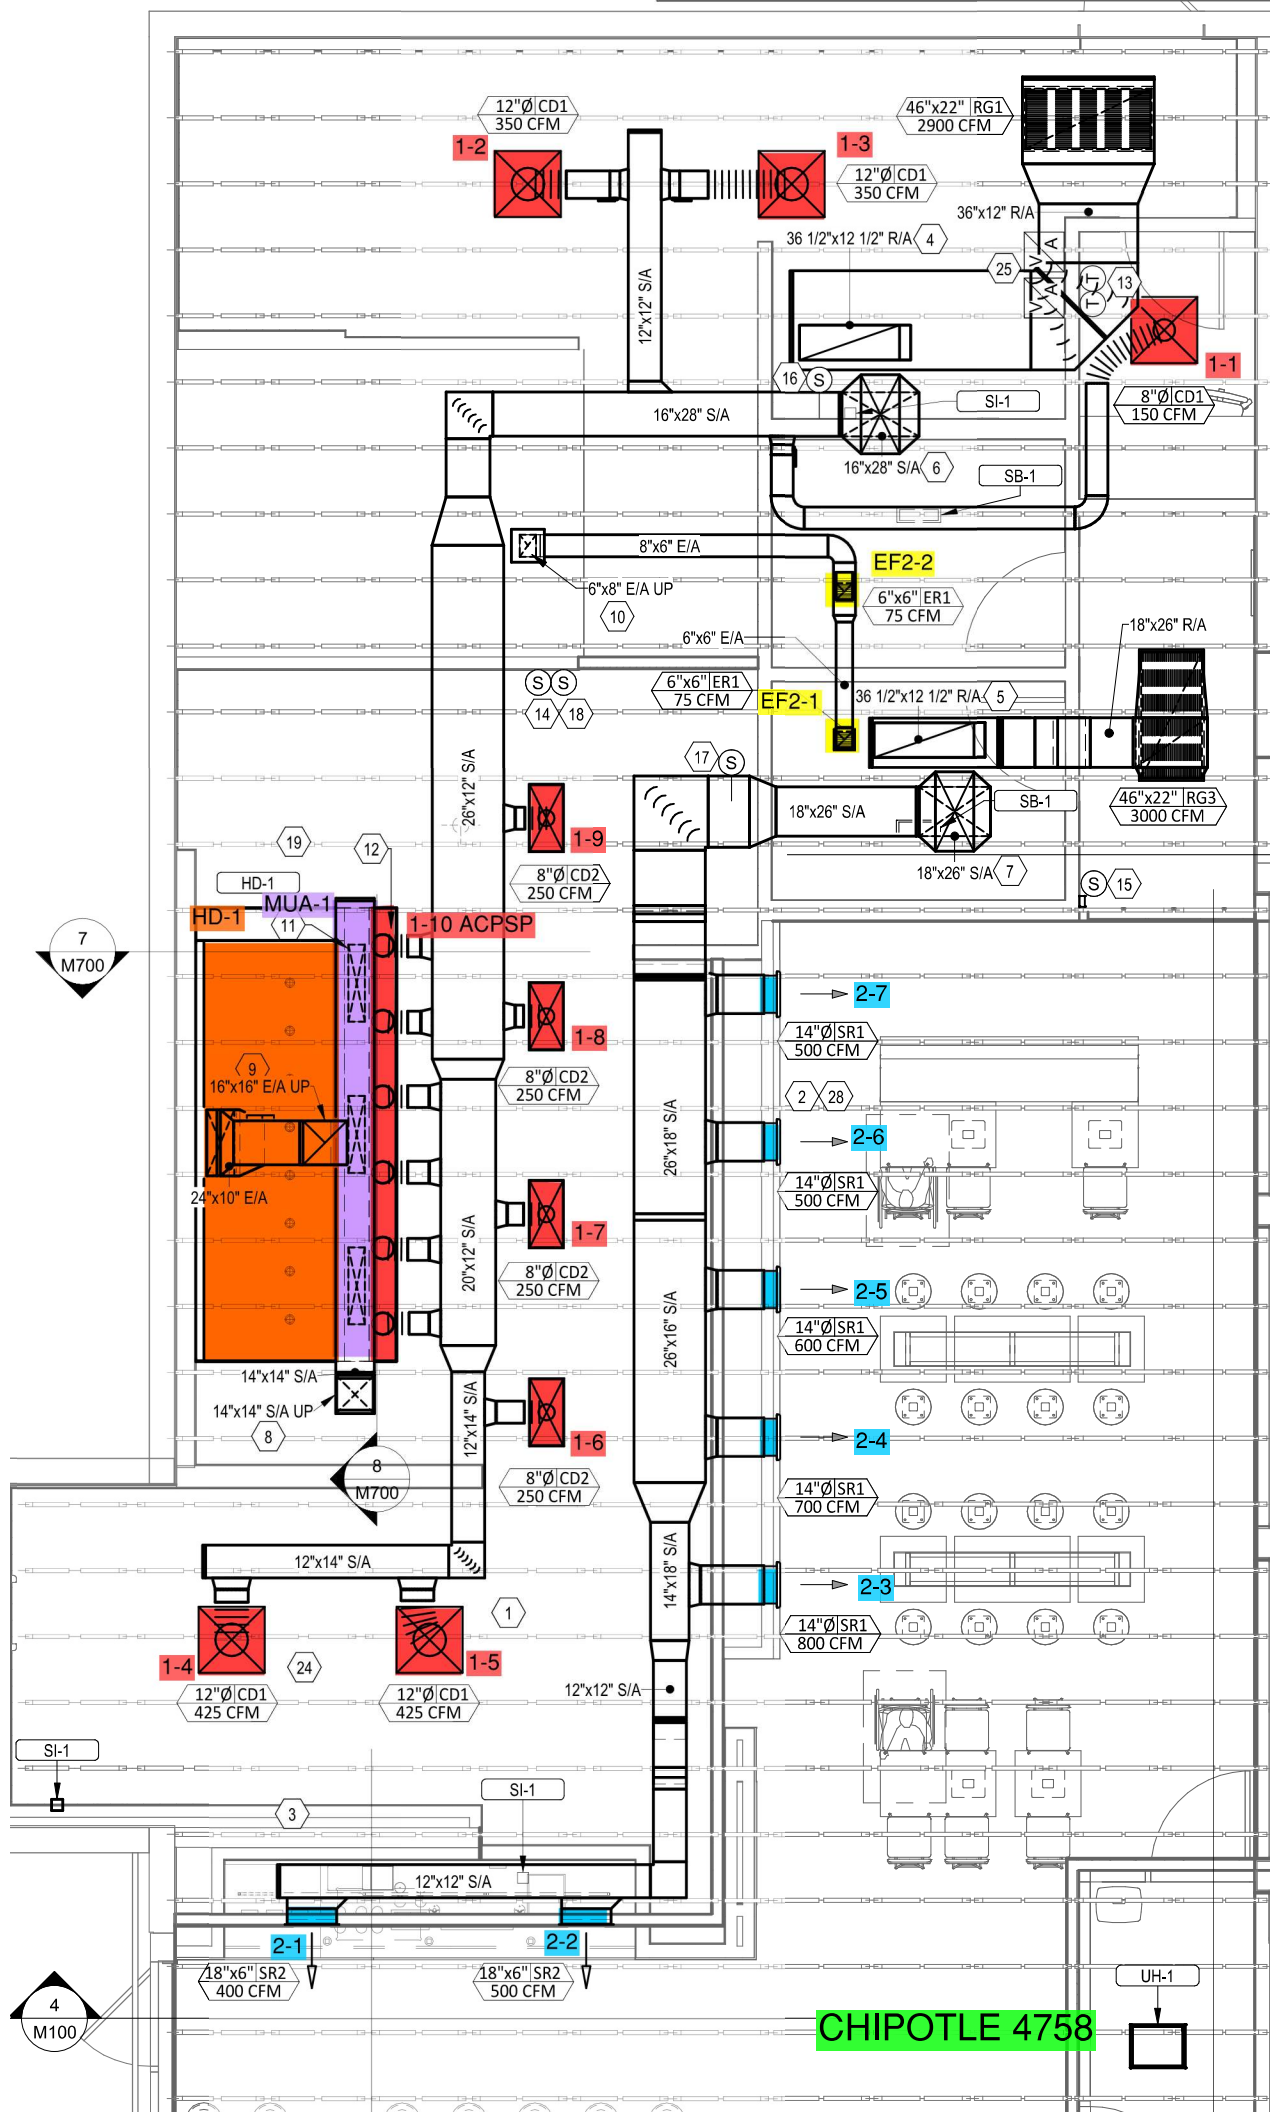 12"Ø CD1
350 CFM
1-2
1-3
12"Ø CD1
350 CFM
46"x22" RG1
2900 CFM
36"x12" R/A
36 1/2"x12 1/2" R/A 4
25
V A
V A
T T
13
12"x12" S/A
1-1
8"Ø CD1
150 CFM
16 S
SI-1
16"x28" S/A
16"x28" S/A 6
SB-1
8"x6" E/A
EF2-2
6"x8" E/A UP
10
6"x6" ER1
75 CFM
6"x6" E/A
18"x26" R/A
S S
14 18
6"x6" ER1
75 CFM
EF2-1
36 1/2"x12 1/2" R/A 5
17 S
26"x12" S/A
18"x26" S/A
SB-1
46"x22" RG3
3000 CFM
1-9
19
12
8"Ø CD2
250 CFM
18"x26" S/A 7
S 15
HD-1
HD-1
MUA-1
11
1-10 ACPSP
7
M700
2-7
1-8
14"Ø SR1
500 CFM
9
16"x16" E/A UP
8"Ø CD2
250 CFM
2 28
26"x18" S/A
2-6
24"x10" E/A
14"Ø SR1
500 CFM
1-7
20"x12" S/A
8"Ø CD2
250 CFM
2-5
26"x16" S/A
14"Ø SR1
600 CFM
14"x14" S/A
14"x14" S/A UP
8
12"x14" S/A
1-6
2-4
8
M700
8"Ø CD2
250 CFM
14"Ø SR1
700 CFM
12"x14" S/A
14"x18" S/A
2-3
1
14"Ø SR1
800 CFM
1-4
24
1-5
12"Ø CD1
425 CFM
12"Ø CD1
425 CFM
12"x12" S/A
SI-1
SI-1
3
12"x12" S/A
2-1
2-2
18"x6" SR2
400 CFM
18"x6" SR2
500 CFM
UH-1
4
M100
CHIPOTLE 4758